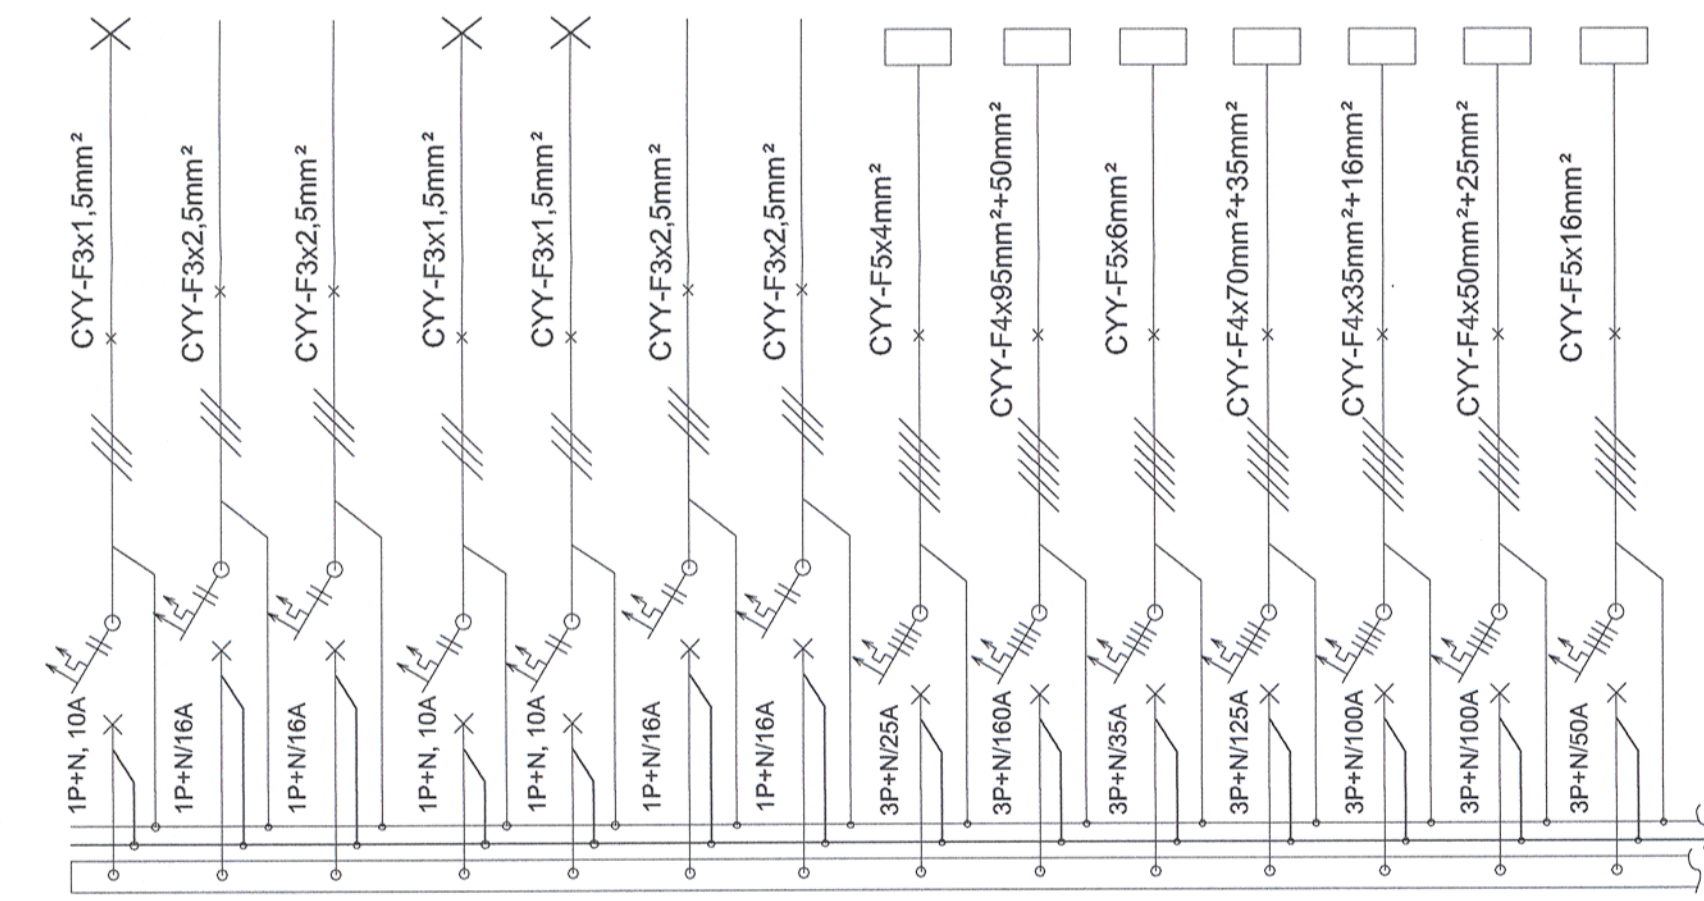 CYY-F3x1,5mm²
CYY-F3x2,5mm²
CYY-F3x2,5mm²
CYY-F3x1,5mm²
CYY-F3x1,5mm²
CYY-F3x2,5mm²
CYY-F3x2,5mm²
CYY-F5x4mm²
CYY-F4x95mm²+50mm²
CYY-F5x6mm²
CYY-F4x70mm²+35mm²
CYY-F4x35mm²+16mm²
CYY-F4x50mm²+25mm²
CYY-F5x16mm²
1P+N, 10A
1P+N/16A
1P+N/16A
1P+N, 10A
1P+N, 10A
1P+N/16A
1P+N/16A
3P+N/25A
3P+N/160A
3P+N/35A
3P+N/125A
3P+N/100A
3P+N/100A
3P+N/50A